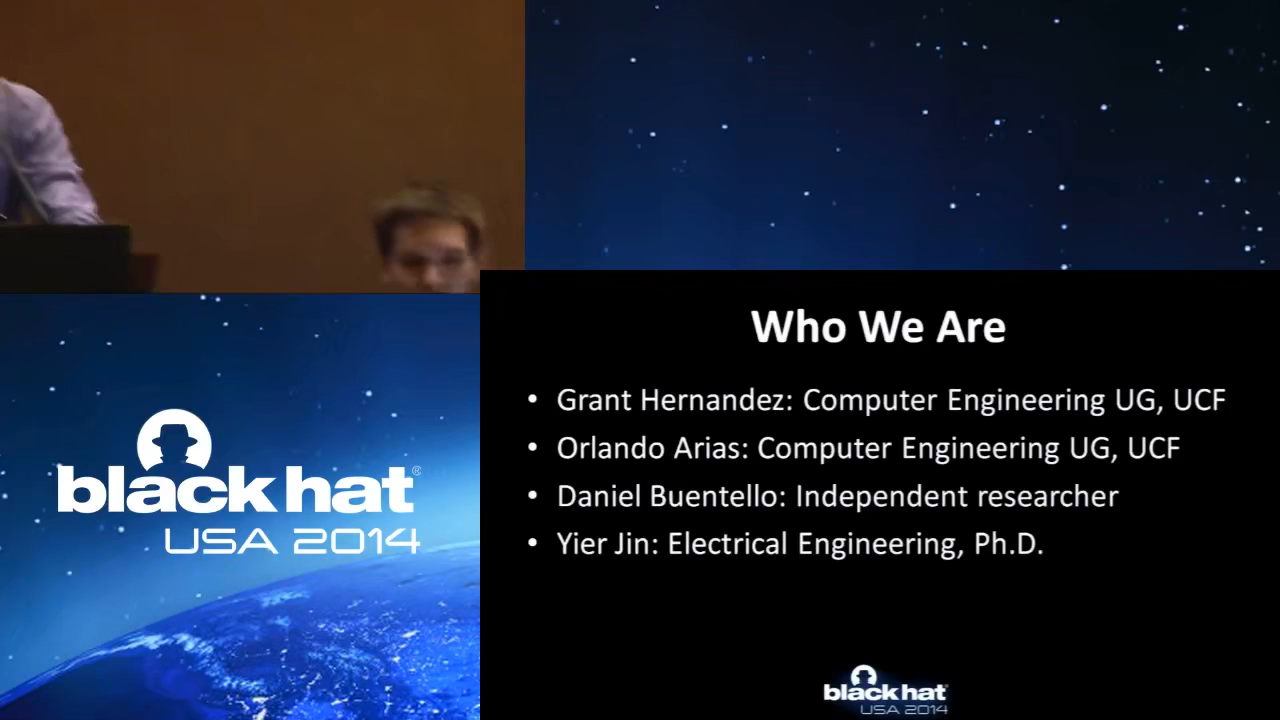 Who We Are
• Grant Hernandez: Computer Engineering UG, UCF
• Orlando Arias: Computer Engineering UG, UCF
• Daniel Buentello: Independent researcher
• Yier Jin: Electrical Engineering, Ph.D.
black hat®
USA 2014
black hat
USA 2014